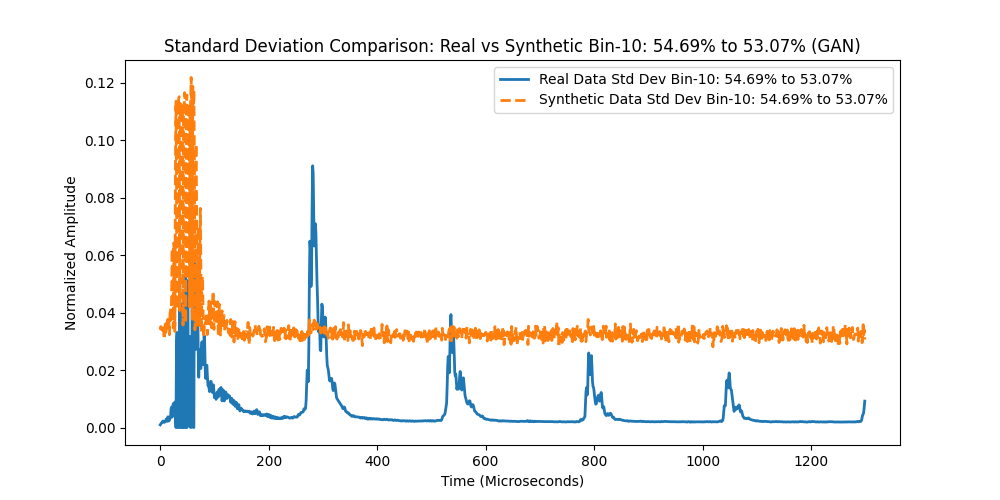 Standard Deviation Comparison: Real vs Synthetic Bin-10: 54.69% to 53.07% (GAN)
Real Data Std Dev Bin-10: 54.69% to 53.07%
Synthetic Data Std Dev Bin-10: 54.69% to 53.07%
Normalized Amplitude
0.12
0.10
0.08
0.06
0.04
0.02
0.00
0 200 400 600 800 1000 1200
Time (Microseconds)